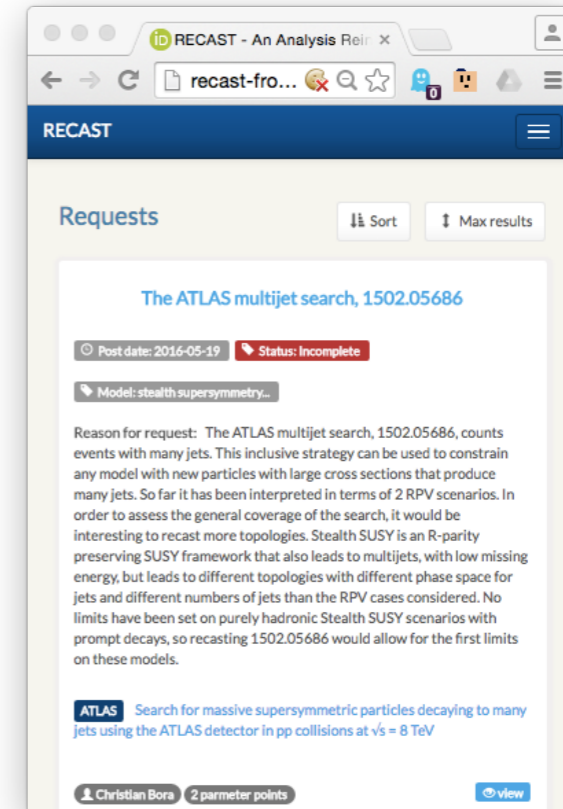 RECAST - An Analysis Rein
recast-fro...
0
RECAST
Requests
Sort
Max results
The ATLAS multijet search, 1502.05686
Post date: 2016-05-19
Status: Incomplete
Model: stealth supersymmetry...
Reason for request: The ATLAS multijet search, 1502.05686, counts
events with many jets. This inclusive strategy can be used to constrain
any model with new particles with large cross sections that produce
many jets. So far it has been interpreted in terms of 2 RPV scenarios. In
order to assess the general coverage of the search, it would be
interesting to recast more topologies. Stealth SUSY is an R-parity
preserving SUSY framework that also leads to multijets, with low missing
energy, but leads to different topologies with different phase space for
jets and different numbers of jets than the RPV cases considered. No
limits have been set on purely hadronic Stealth SUSY scenarios with
prompt decays, so recasting 1502.05686 would allow for the first limits
on these models.
ATLAS Search for massive supersymmetric particles decaying to many
jets using the ATLAS detector in pp collisions at √s = 8 TeV
Christian Bora
2 parmeter points
view